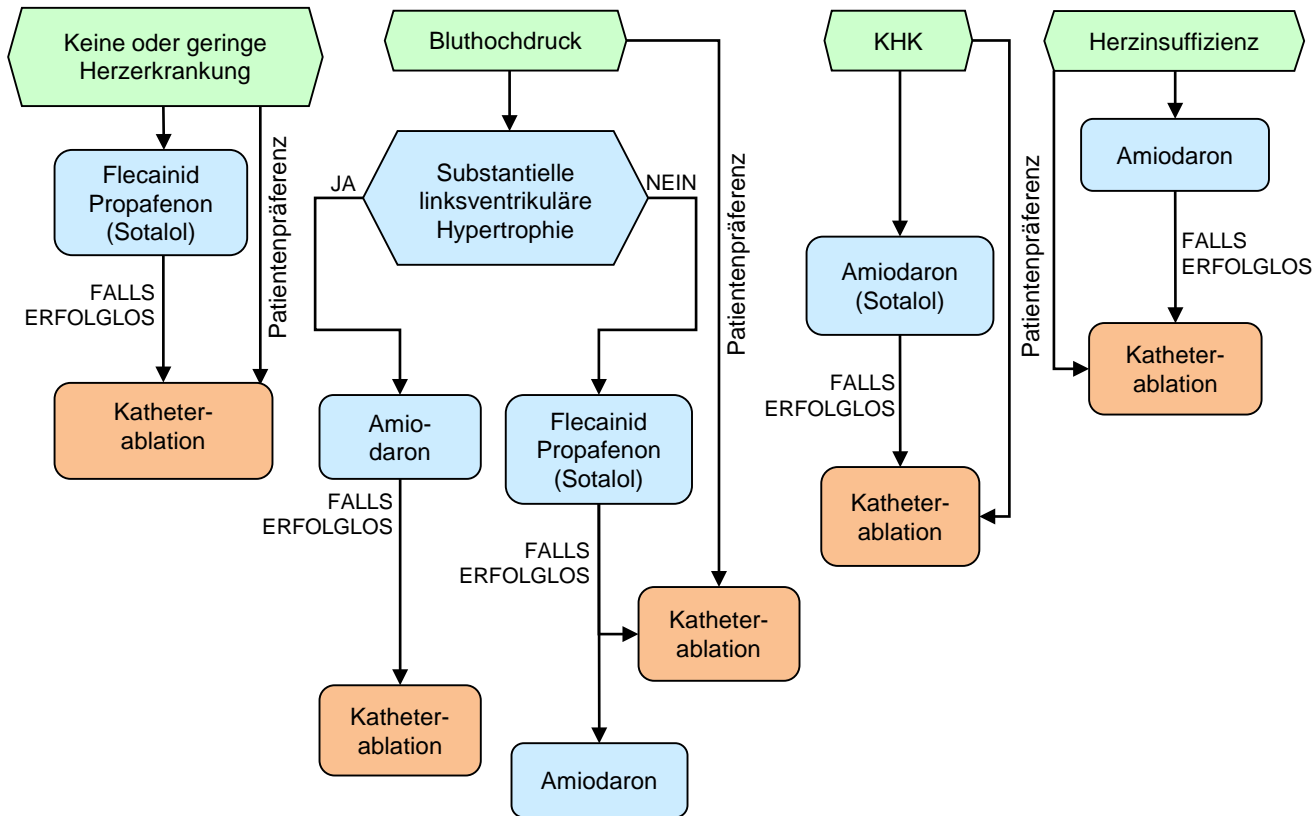 Keine oder geringe
Herzerkrankung
Flecainid
Propafenon
(Sotalol)
FALLS
ERFOLGLOS
Patientenpräferenz
Katheter-
ablation
Bluthochdruck
Substantielle
linksventrikuläre
Hypertrophie
JA
NEIN
Amio-
daron
FALLS
ERFOLGLOS
Katheter-
ablation
Flecainid
Propafenon
(Sotalol)
FALLS
ERFOLGLOS
Patientenpräferenz
Katheter-
ablation
Amiodaron
KHK
Amiodaron
(Sotalol)
FALLS
ERFOLGLOS
Patientenpräferenz
Katheter-
ablation
Herzinsuffizienz
Amiodaron
FALLS
ERFOLGLOS
Katheter-
ablation